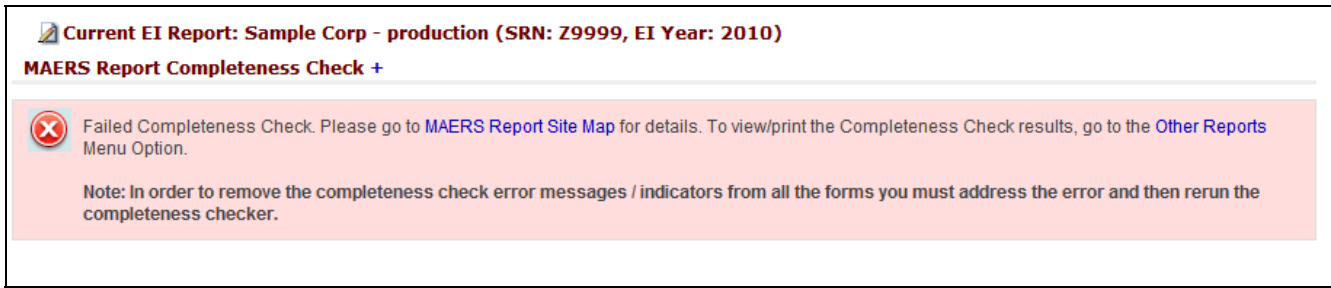 Current EI Report: Sample Corp - production (SRN: Z9999, EI Year: 2010)
MAERS Report Completeness Check +
Failed Completeness Check. Please go to MAERS Report Site Map for details. To view/print the Completeness Check results, go to the Other Reports
Menu Option.
Note: In order to remove the completeness check error messages / indicators from all the forms you must address the error and then rerun the
completeness checker.